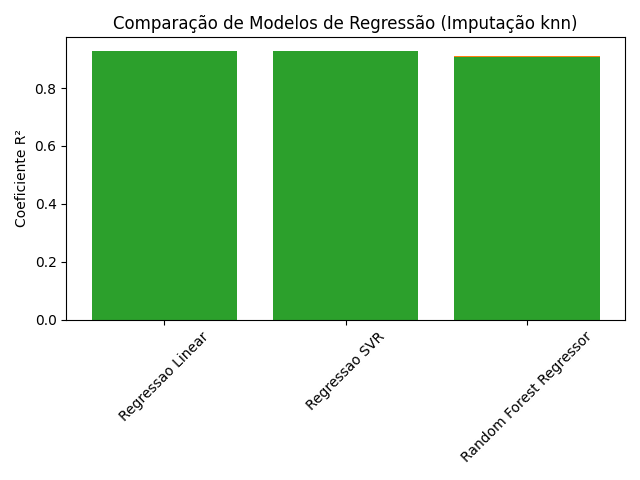 Comparação de Modelos de Regressão (Imputação knn)
Coeficiente R²
0.8
0.6
0.4
0.2
0.0
Regressao Linear
Regressao SVR
Random Forest Regressor